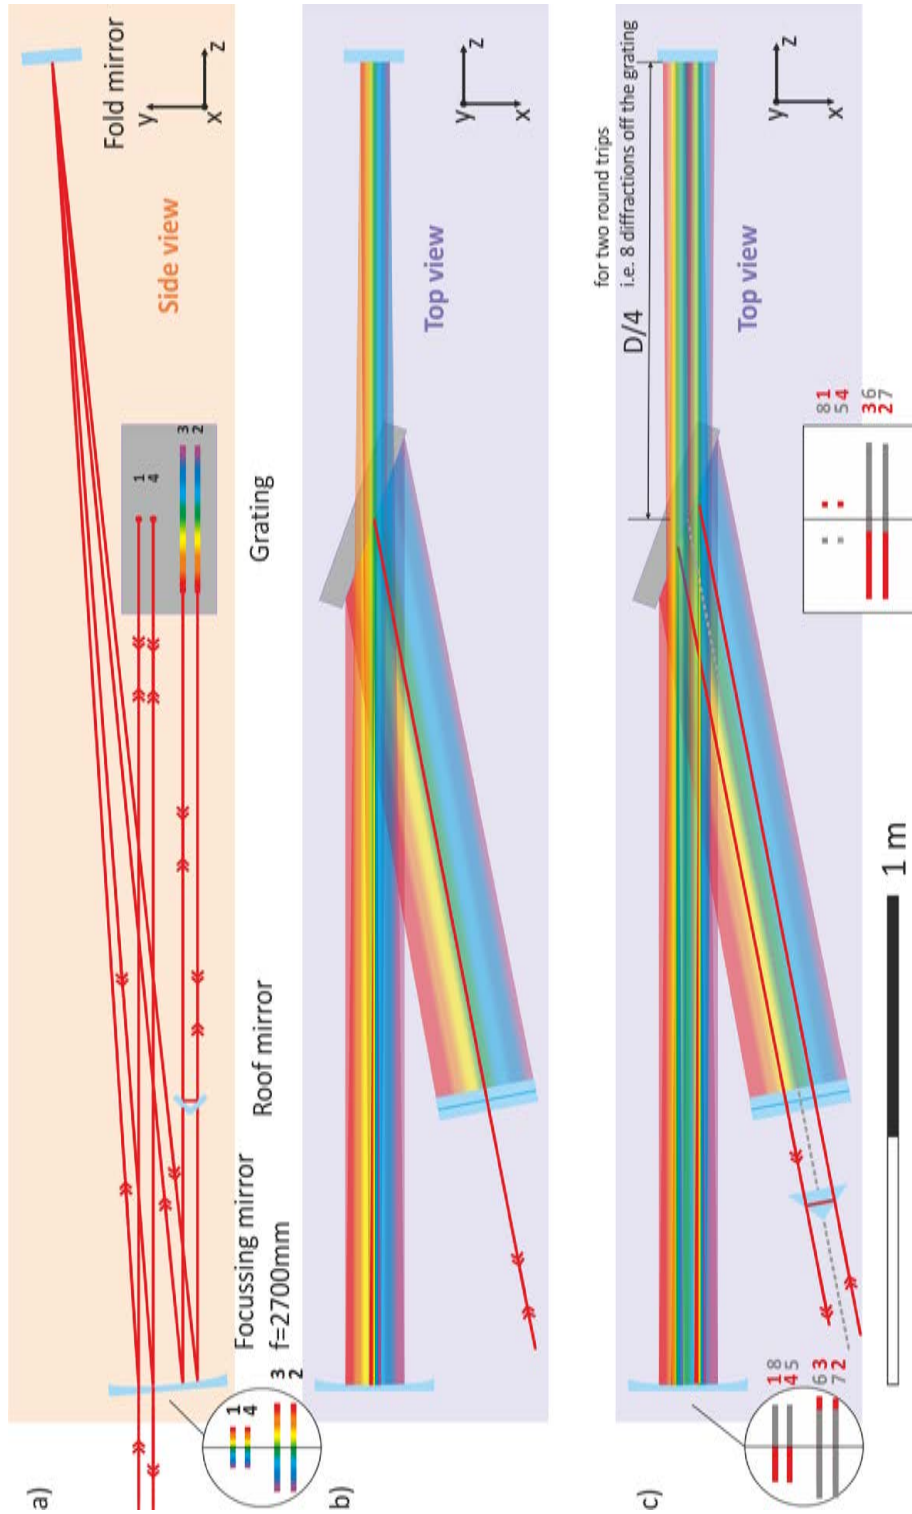 a)
Side view
Fold mirror
y
x
z
1
4
3
2
Grating
Roof mirror
Focussing mirror
f=2700mm
1
4
3
2
b)
Top view
y
z
x
c)
for two round trips
i.e. 8 diffractions off the grating
D/4
Top view
y
z
x
8 1
5 4
3 6
2 7
1 8
4 5
6 3
7 2
1 m